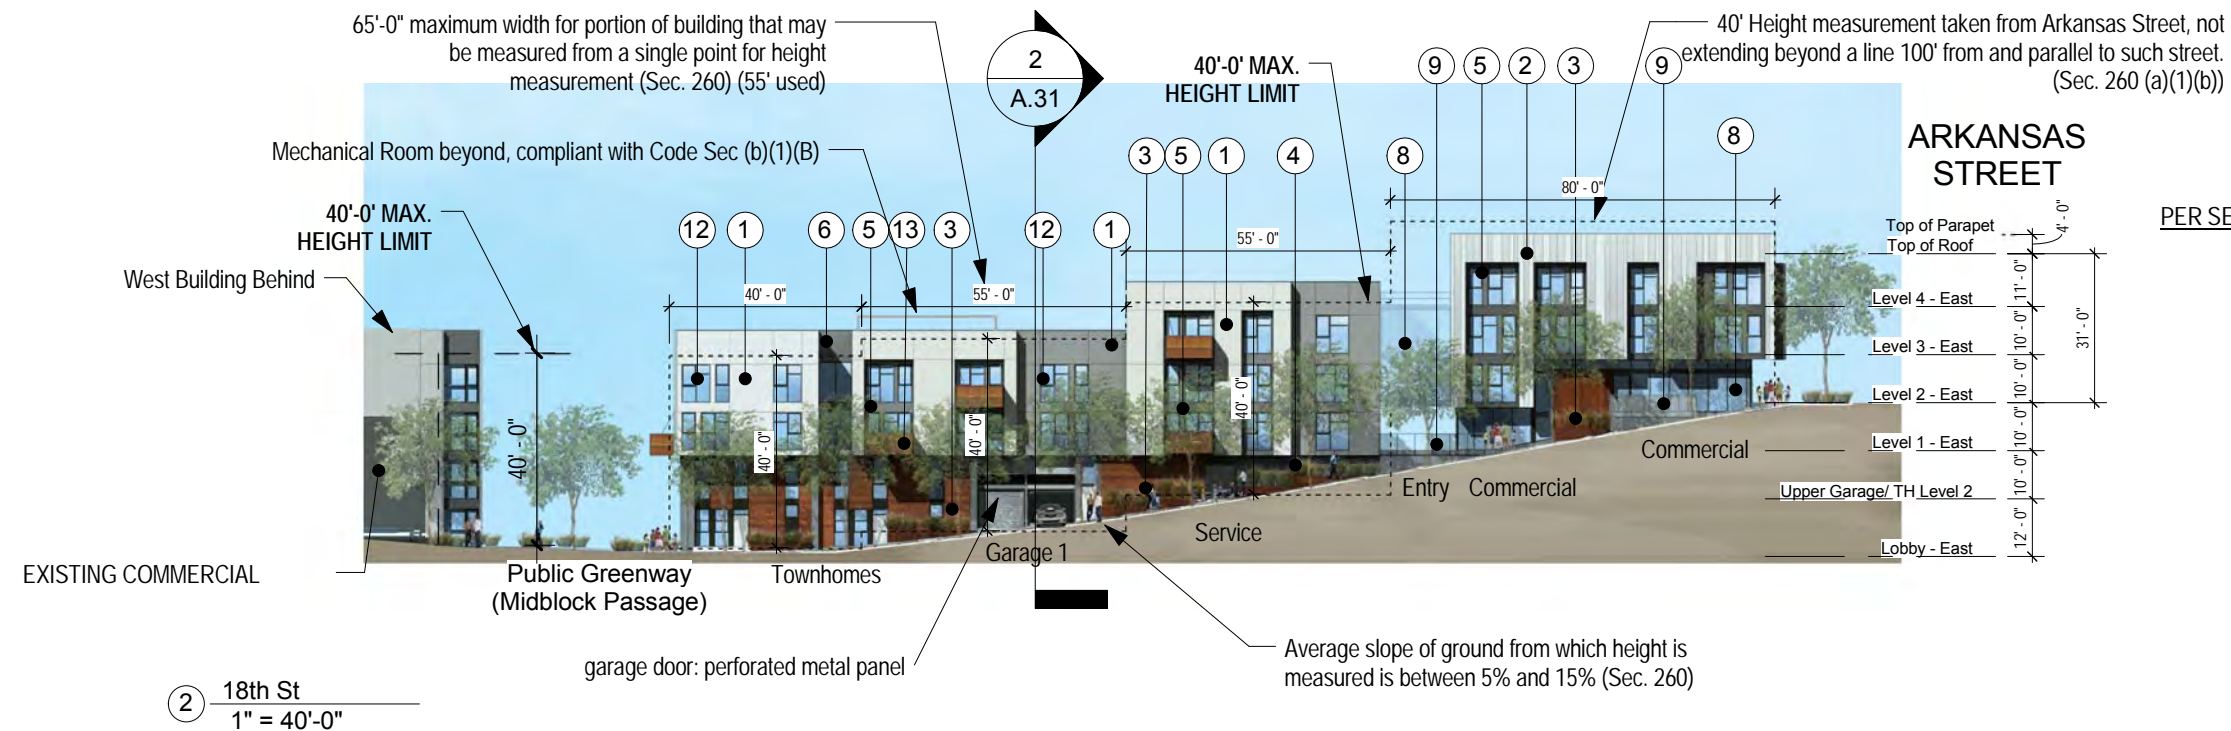 65'-0" maximum width for portion of building that may
be measured from a single point for height
measurement (Sec. 260) (55' used)
2
A.31
40'-0' MAX.
HEIGHT LIMIT
9
5
2
3
9
40' Height measurement taken from Arkansas Street, not
extending beyond a line 100' from and parallel to such street.
(Sec. 260 (a)(1)(b))
Mechanical Room beyond, compliant with Code Sec (b)(1)(B)
3
5
1
4
8
8
ARKANSAS
STREET
80' - 0"
40'-0' MAX.
HEIGHT LIMIT
12
1
6
5
13
3
12
1
55' - 0"
Top of Parapet
4' - 0"
PER SE
Top of Roof
West Building Behind
40' - 0"
55' - 0"
11' - 0"
Level 4 - East
10' - 0"
31' - 0"
Level 3 - East
10' - 0"
Level 2 - East
40' - 0"
40' - 0"
40' - 0"
40' - 0"
10' - 0"
Level 1 - East
Commercial
10' - 0"
Entry
Commercial
Upper Garage/ TH Level 2
Service
12' - 0"
Garage 1
Lobby - East
EXISTING COMMERCIAL
Public Greenway
(Midblock Passage)
Townhomes
garage door: perforated metal panel
Average slope of ground from which height is
measured is between 5% and 15% (Sec. 260)
2
18th St
1" = 40'-0"